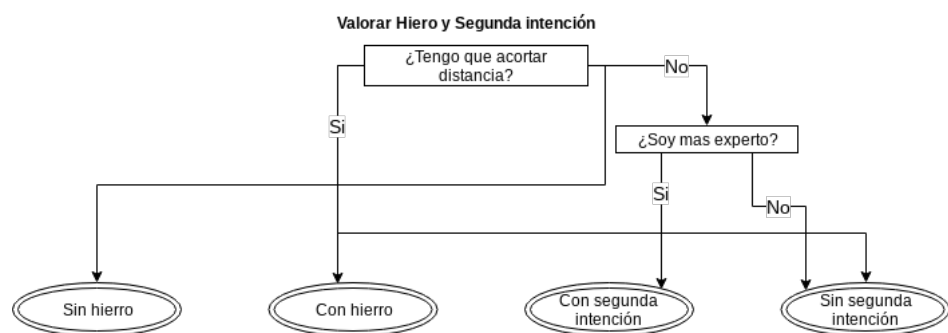 Valorar Hiero y Segunda intención
¿Tengo que acortar
distancia?
No
Si
¿Soy mas experto?
Si
No
Sin hierro
Con hierro
Con segunda
intención
Sin segunda
intención